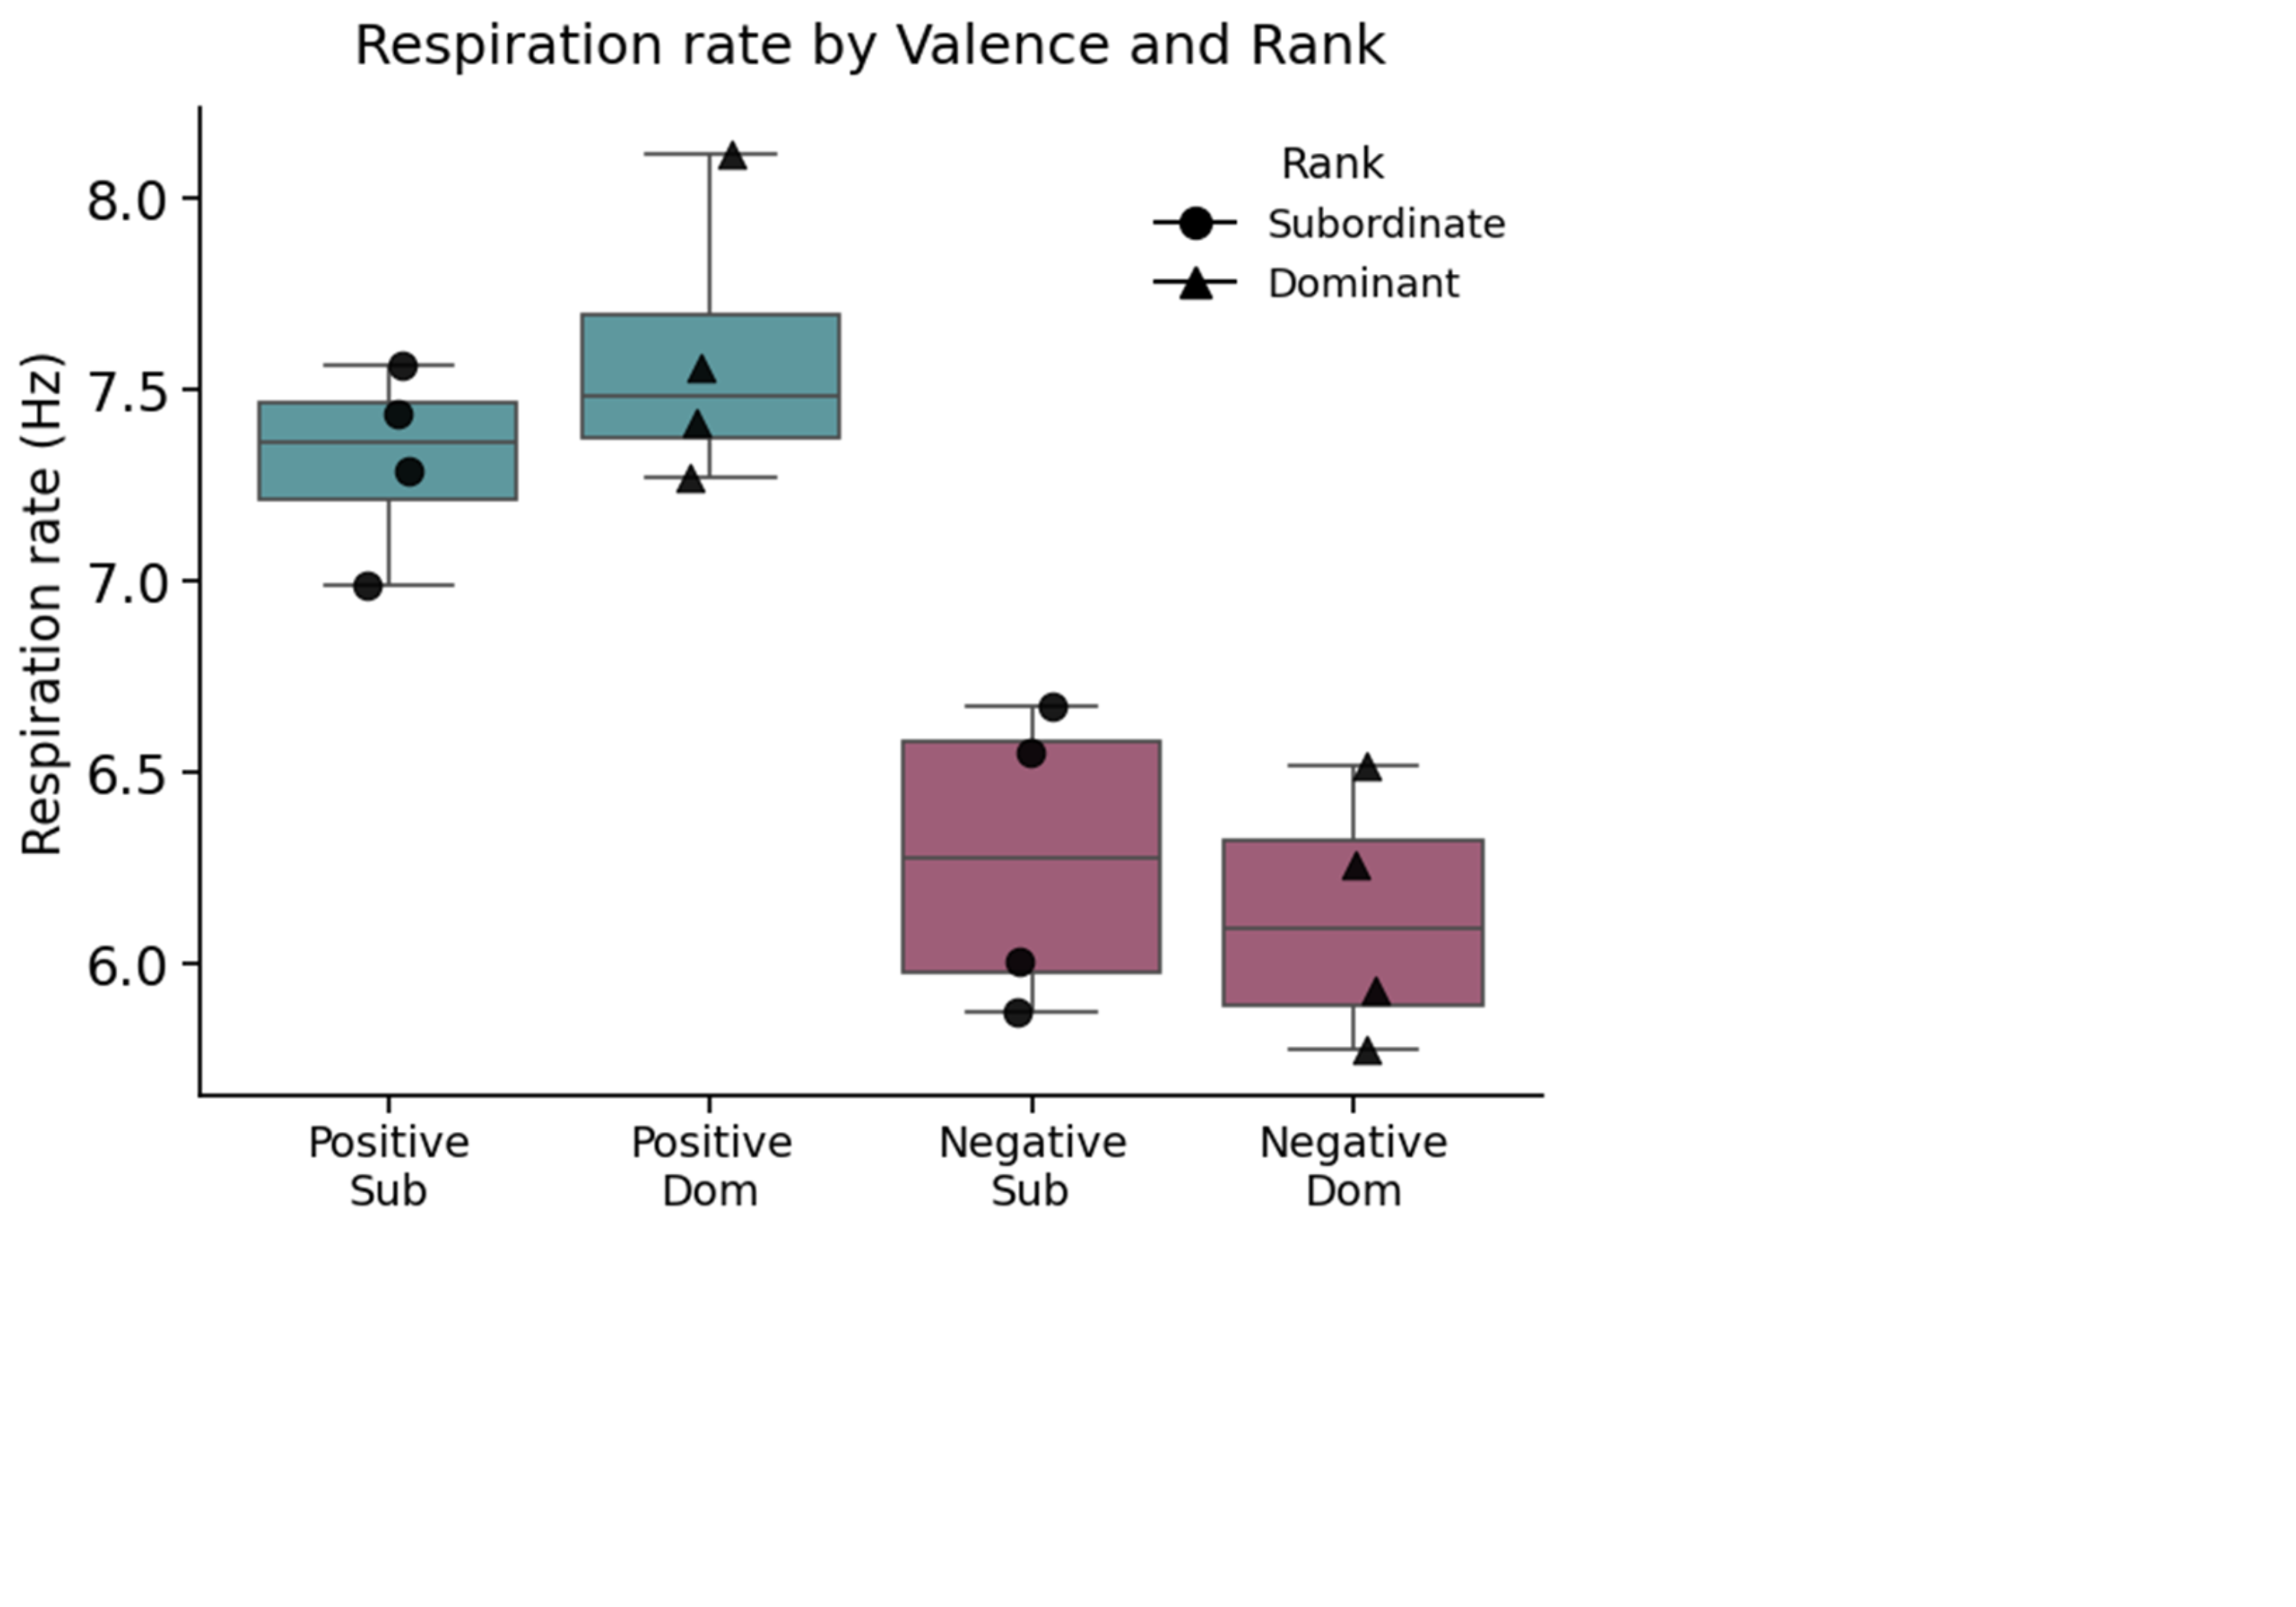 Respiration rate by Valence and Rank
Respiration rate (Hz)
8.0
7.5
7.0
6.5
6.0
Rank
Subordinate
Dominant
Positive
Sub
Positive
Dom
Negative
Sub
Negative
Dom